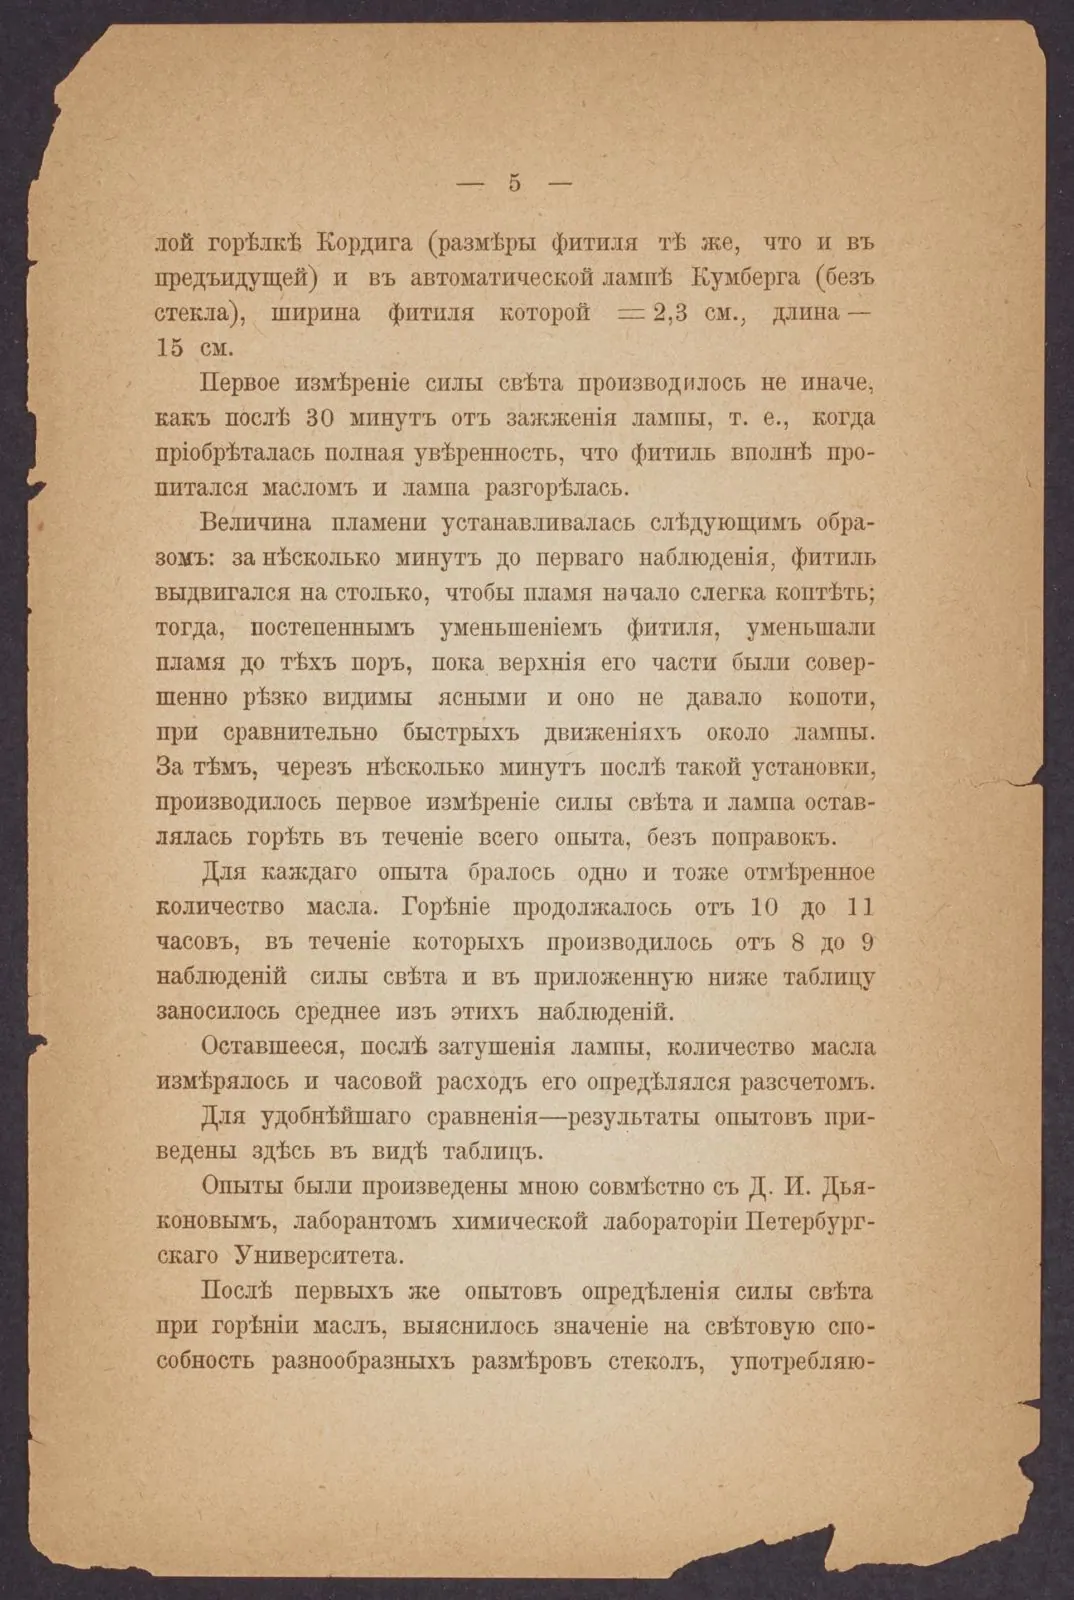 — 5 —
лой горѣлкѣ Кордига (размѣры фитиля тѣ же, что и въ
предъидущей) и въ автоматической лампѣ Кумберга (безъ
стекла), ширина фитиля которой = 2,3 см., длина —
15 см.
Первое измѣреніе силы свѣта производилось не иначе,
какъ послѣ 30 минутъ отъ зажженія лампы, т. е., когда
пріобрѣталась полная увѣренность, что фитиль вполнѣ про-
питался масломъ и лампа разгорѣлась.
Величина пламени устанавливалась слѣдующимъ обра-
зомъ: за нѣсколько минутъ до перваго наблюденія, фитиль
выдвигался на столько, чтобы пламя начало слегка коптѣть;
тогда, постепеннымъ уменьшеніемъ фитиля, уменьшали
пламя до тѣхъ поръ, пока верхнія его части были совер-
шенно рѣзко видимы ясными и оно не давало копоти,
при сравнительно быстрыхъ движеніяхъ около лампы.
За тѣмъ, черезъ нѣсколько минутъ послѣ такой установки,
производилось первое измѣреніе силы свѣта и лампа остав-
лялась горѣть въ теченіе всего опыта, безъ поправокъ.
Для каждаго опыта бралось одно и тоже отмѣренное
количество масла. Горѣніе продолжалось отъ 10 до 11
часовъ, въ теченіе которыхъ производилось отъ 8 до 9
наблюденій силы свѣта и въ приложенную ниже таблицу
заносилось среднее изъ этихъ наблюденій.
Оставшееся, послѣ затушенія лампы, количество масла
измѣрялось и часовой расходъ его опредѣлялся разсчетомъ.
Для удобнѣйшаго сравненія—результаты опытовъ при-
ведены здѣсь въ видѣ таблицъ.
Опыты были произведены мною совмѣстно съ Д. И. Дья-
коновымъ, лаборантомъ химической лабораторіи Петербург-
скаго Университета.
Послѣ первыхъ же опытовъ опредѣленія силы свѣта
при горѣніи маслъ, выяснилось значеніе на свѣтовую спо-
собность разнообразныхъ размѣровъ стеколъ, употребляю-